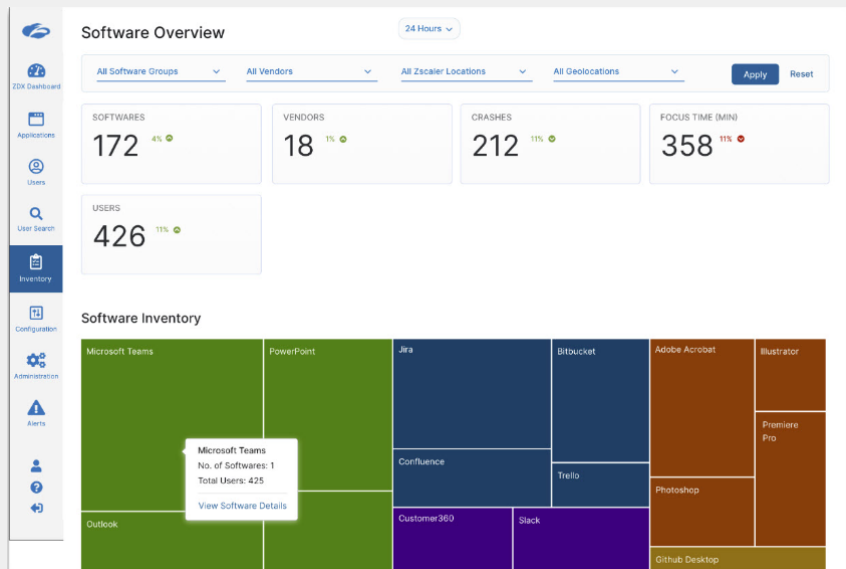 Software Overview
24 Hours
ZDX Dashboard
Applications
Users
User Search
Inventory
Configuration
Administration
Alerts
All Software Groups
All Vendors
All Zscaler Locations
All Geolocations
Apply
Reset
SOFTWARES
172 4%
VENDORS
18 1%
CRASHES
212 11%
FOCUS TIME (MIN)
358 11%
USERS
426 11%
Software Inventory
Microsoft Teams
PowerPoint
Jira
Bitbucket
Adobe Acrobat
Illustrator
Premiere
Pro
Microsoft Teams
No. of Softwares: 1
Total Users: 425
View Software Details
Confluence
Trello
Photoshop
Outlook
Customer360
Slack
Github Desktop